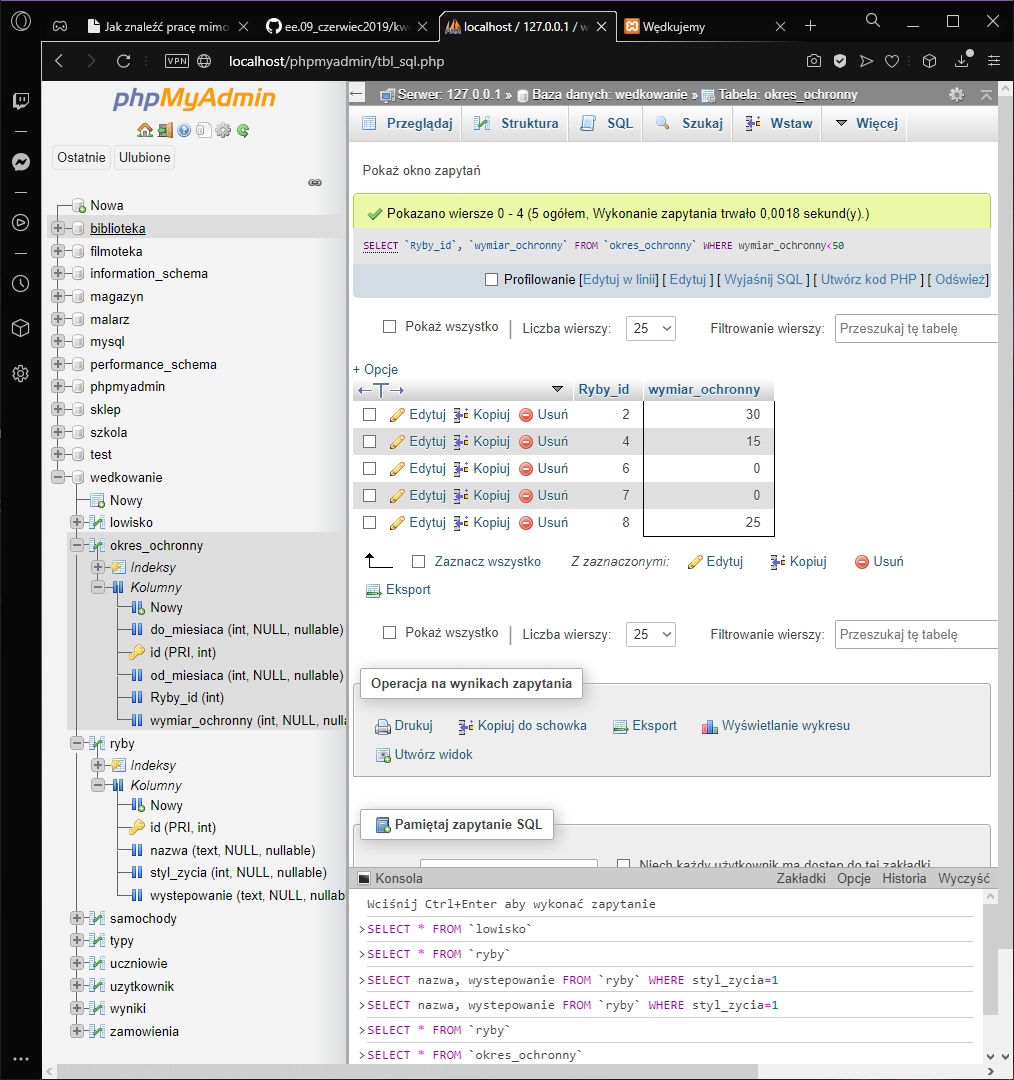 Jak znaleźć pracę mimo
ee.09_czerwiec2019/kwe
localhost / 127.0.0.1 / w
Wędkujemy
VPN
localhost/phpmyadmin/tbl_sql.php
phpMyAdmin
Ostatnie
Ulubione
Nowa
biblioteka
filmoteka
information_schema
magazyn
malarz
mysql
performance_schema
phpmyadmin
sklep
szkola
test
wedkowanie
Nowy
lowisko
okres_ochronny
Indeksy
Kolumny
Nowy
do_miesiaca (int, NULL, nullable)
id (PRI, int)
od_miesiaca (int, NULL, nullable)
Ryby_id (int)
wymiar_ochronny (int, NULL, nulla
ryby
Indeksy
Kolumny
Nowy
id (PRI, int)
nazwa (text, NULL, nullable)
styl_zycia (int, NULL, nullable)
wystepowanie (text, NULL, nullab
samochody
typy
uczniowie
uzytkownik
wyniki
zamowienia
Serwer: 127.0.0.1 » Baza danych: wedkowanie » Tabela: okres_ochronny
Przeglądaj Struktura SQL Szukaj Wstaw Więcej
Pokaż okno zapytań
Pokazano wiersze 0 - 4 (5 ogółem, Wykonanie zapytania trwało 0,0018 sekund(y).)
SELECT `Ryby_id`, `wymiar_ochronny` FROM `okres_ochronny` WHERE wymiar_ochronny<50
Profilowanie [Edytuj w linii] [ Edytuj ] [ Wyjaśnij SQL ] [ Utwórz kod PHP ] [ Odśwież]
Pokaż wszystko | Liczba wierszy: 25 Filtrowanie wierszy: Przeszukaj tę tabelę
+ Opcje
Ryby_id wymiar_ochronny
Edytuj Kopiuj Usuń 2 30
Edytuj Kopiuj Usuń 4 15
Edytuj Kopiuj Usuń 6 0
Edytuj Kopiuj Usuń 7 0
Edytuj Kopiuj Usuń 8 25
Zaznacz wszystko Z zaznaczonymi: Edytuj Kopiuj Usuń
Eksport
Pokaż wszystko | Liczba wierszy: 25 Filtrowanie wierszy: Przeszukaj tę tabelę
Operacja na wynikach zapytania
Drukuj Kopiuj do schowka Eksport Wyświetlanie wykresu
Utwórz widok
Pamiętaj zapytanie SQL
Niech każdy użytkownik ma dostęp do tej zakładki
Konsola Zakładki Opcje Historia Wyczyść
Wciśnij Ctrl+Enter aby wykonać zapytanie
>SELECT * FROM `lowisko`
>SELECT * FROM `ryby`
>SELECT nazwa, wystepowanie FROM `ryby` WHERE styl_zycia=1
>SELECT nazwa, wystepowanie FROM `ryby` WHERE styl_zycia=1
>SELECT * FROM `ryby`
>SELECT * FROM `okres_ochronny`